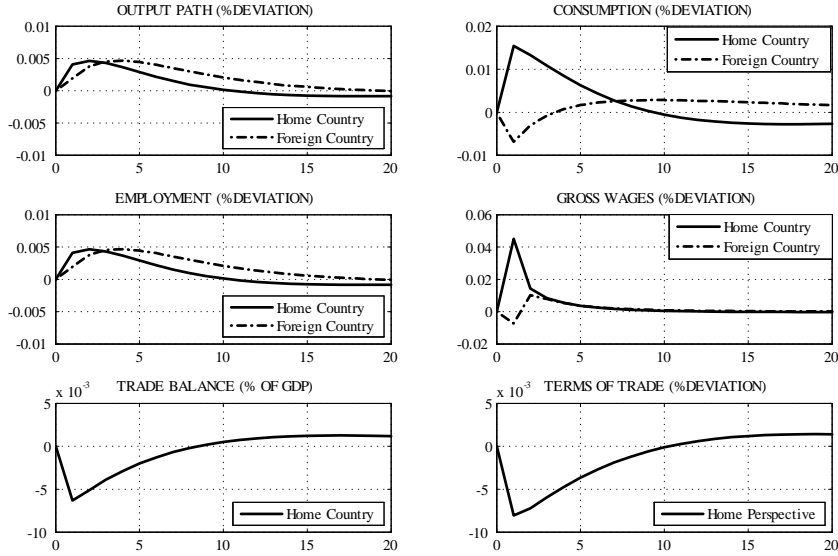 OUTPUT PATH (%DEVIATION)
0.01
0.005
0
-0.005
-0.01
0 5 10 15 20
Home Country
Foreign Country
CONSUMPTION (%DEVIATION)
0.02
0.01
0
-0.01
0 5 10 15 20
Home Country
Foreign Country
EMPLOYMENT (%DEVIATION)
0.01
0.005
0
-0.005
-0.01
0 5 10 15 20
Home Country
Foreign Country
GROSS WAGES (%DEVIATION)
0.06
0.04
0.02
0
-0.02
0 5 10 15 20
Home Country
Foreign Country
x 10-3
TRADE BALANCE (% OF GDP)
5
0
-5
-10
0 5 10 15 20
Home Country
x 10-3
TERMS OF TRADE (%DEVIATION)
5
0
-5
-10
0 5 10 15 20
Home Perspective